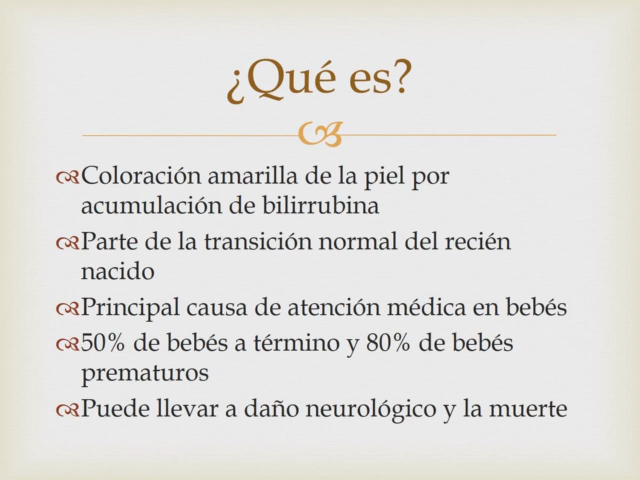 ¿Qué es?
Coloración amarilla de la piel por
acumulación de bilirrubina
Parte de la transición normal del recién
nacido
Principal causa de atención médica en bebés
50% de bebés a término y 80% de bebés
prematuros
Puede llevar a daño neurológico y la muerte